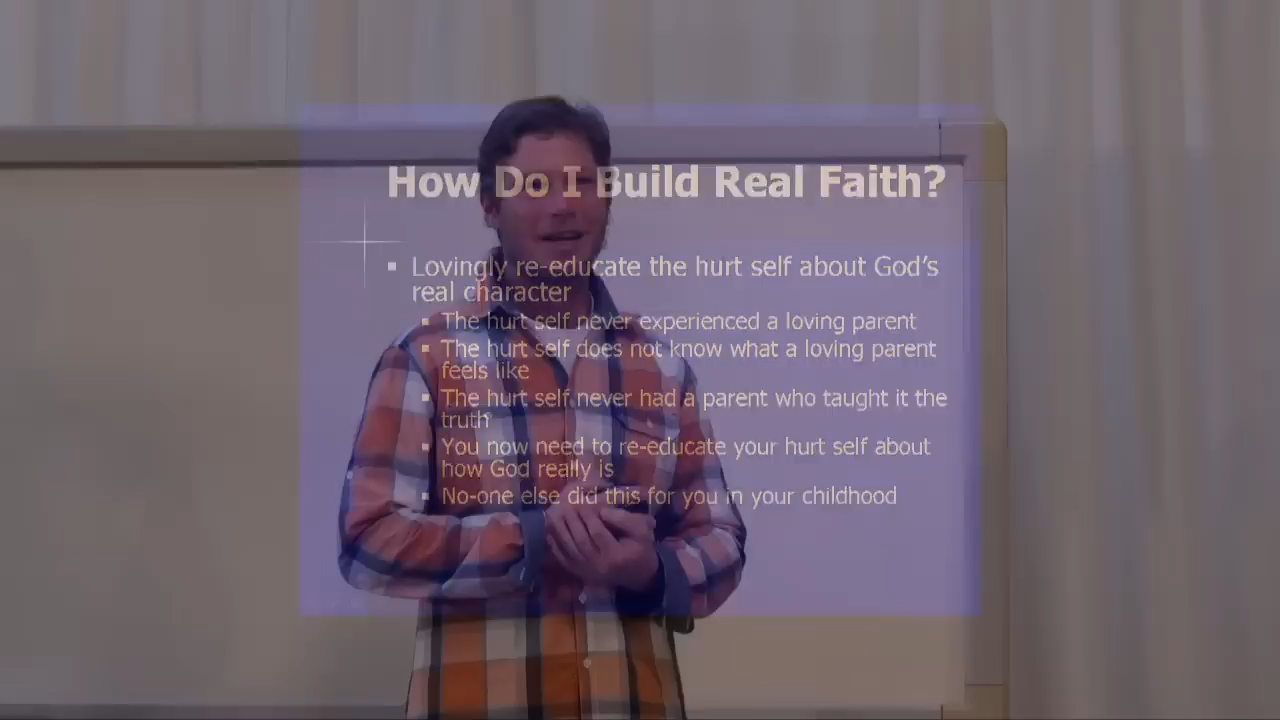 How Do I Build Real Faith?
▪ Lovingly re-educate the hurt self about God's
real character
▪ The hurt self never experienced a loving parent
▪ The hurt self does not know what a loving parent
feels like
▪ The hurt self never had a parent who taught it the
truth
▪ You now need to re-educate your hurt self about
how God really is
▪ No-one else did this for you in your childhood